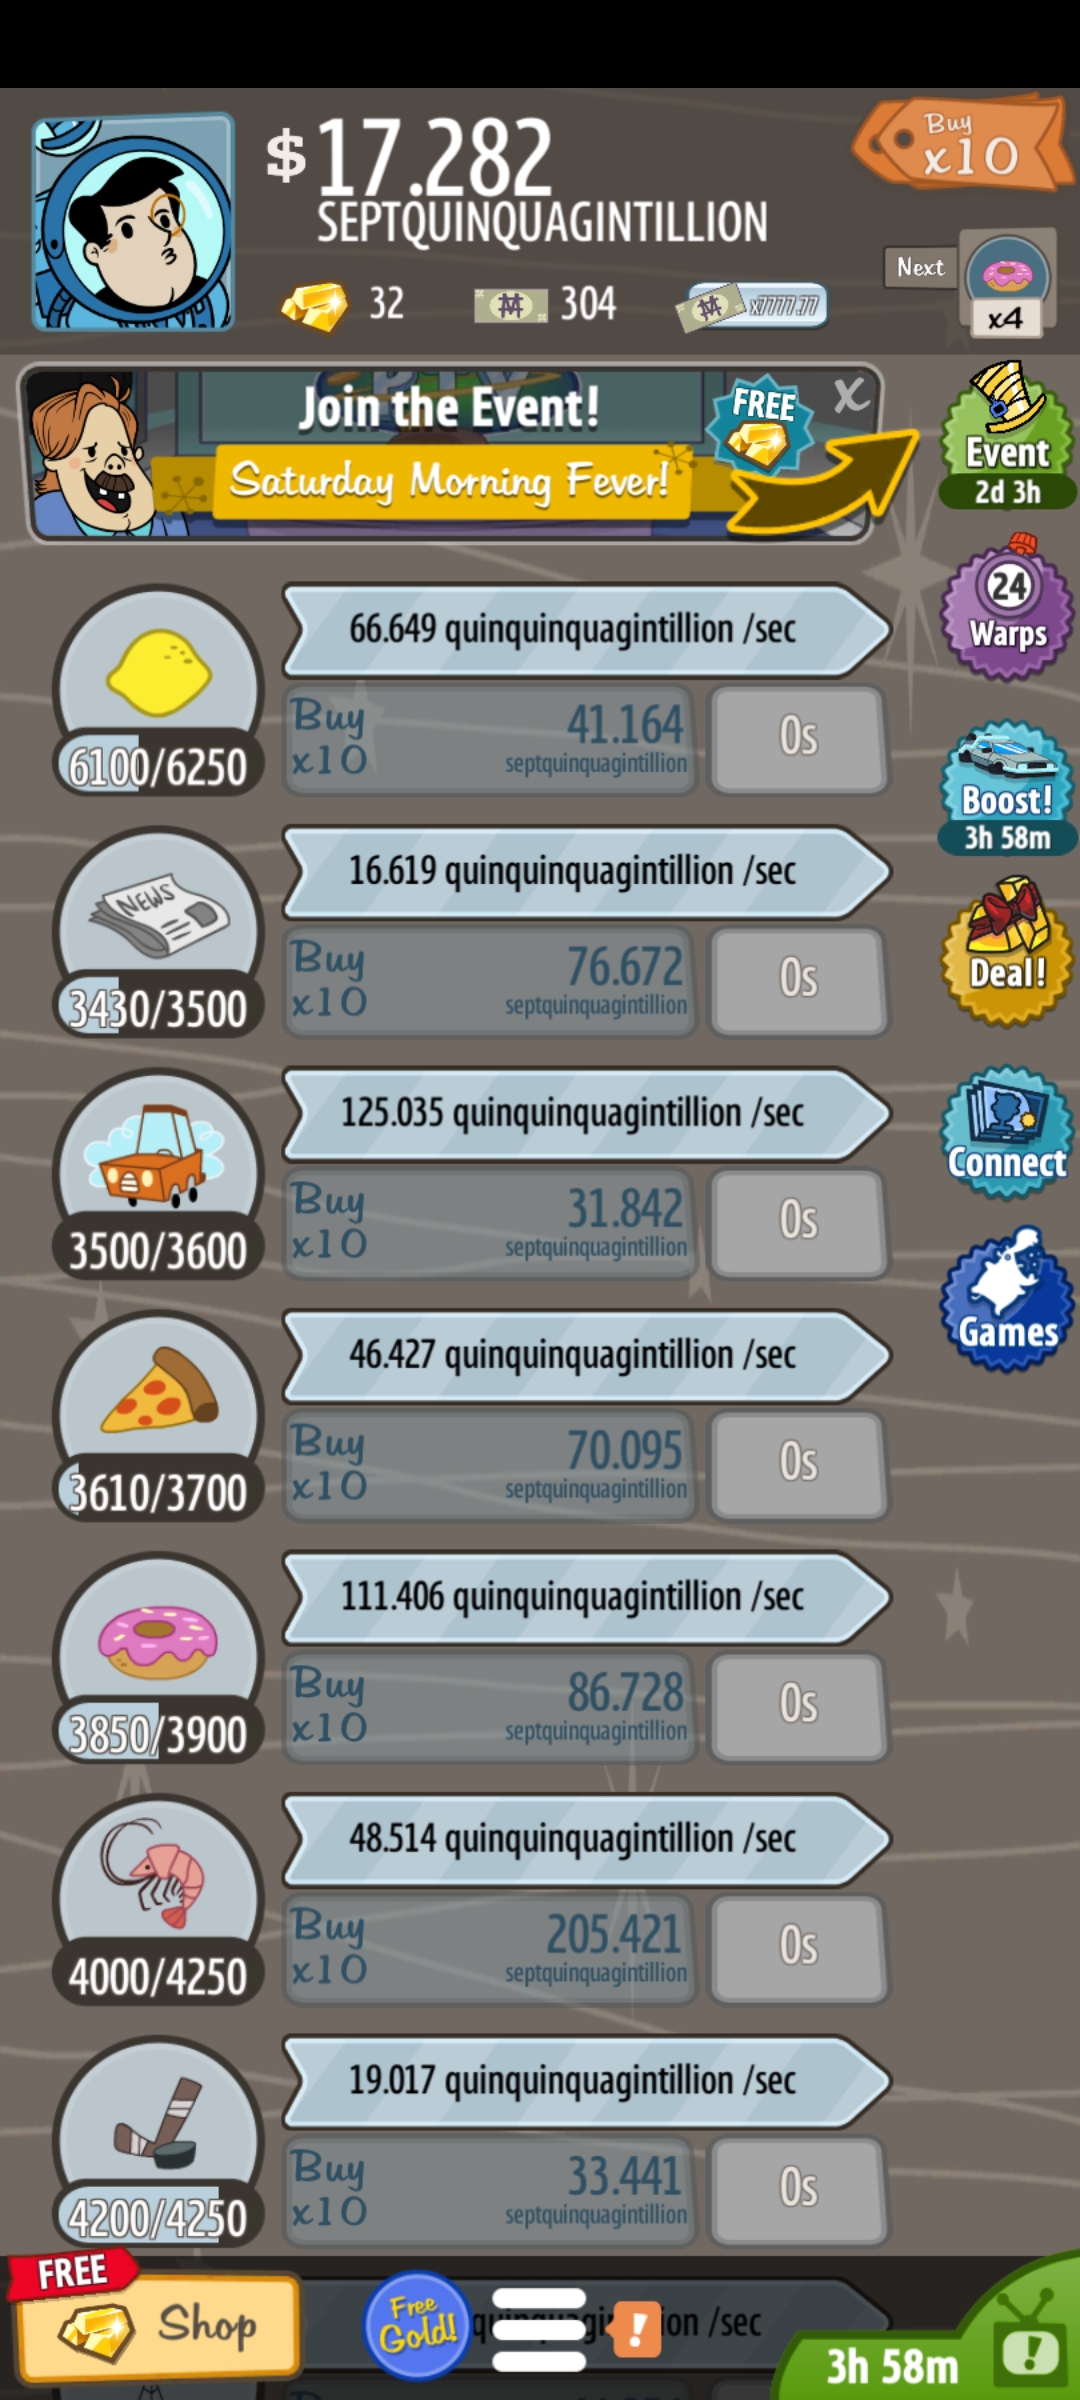 $17.282
SEPTQUINQUAGINTILLION
Buy
x10
32
304
x7777.77
Next
x4
Join the Event!
Saturday Morning Fever!
FREE
X
Event
2d 3h
66.649 quinquinquagintillion /sec
Buy
x10
41.164
septquinquagintillion
0s
6100/6250
24
Warps
16.619 quinquinquagintillion /sec
NEWS
Buy
x10
76.672
septquinquagintillion
0s
3430/3500
Boost!
3h 58m
Deal!
125.035 quinquinquagintillion /sec
Buy
x10
31.842
septquinquagintillion
0s
3500/3600
Connect
46.427 quinquinquagintillion /sec
Buy
x10
70.095
septquinquagintillion
0s
3610/3700
Games
111.406 quinquinquagintillion /sec
Buy
x10
86.728
septquinquagintillion
0s
3850/3900
48.514 quinquinquagintillion /sec
Buy
x10
205.421
septquinquagintillion
0s
4000/4250
19.017 quinquinquagintillion /sec
Buy
x10
33.441
septquinquagintillion
0s
4200/4250
FREE
Shop
Free
Gold!
!
/sec
3h 58m
!